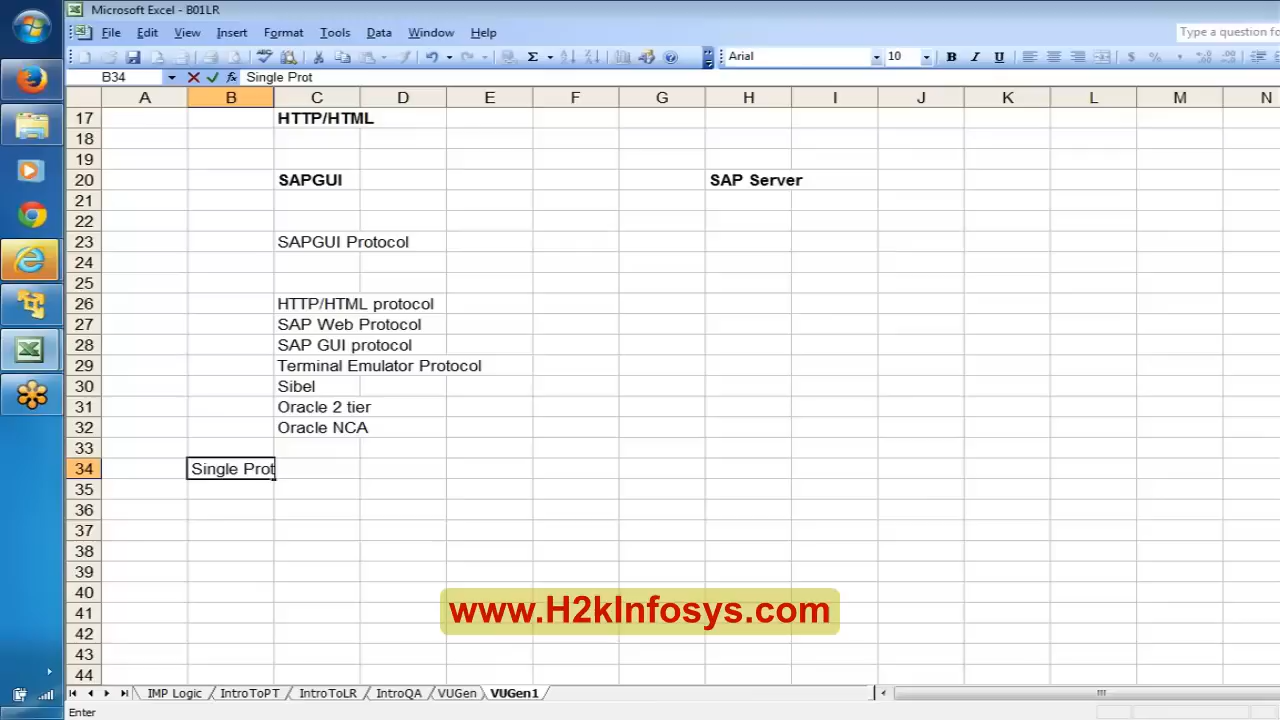 Microsoft Excel - B01LR
File Edit View Insert Format Tools Data Window Help
Type a question fo
Arial 10 B I U $ %
B34 fx Single Prot
A B C D E F G H I J K L M N
17 HTTP/HTML
18
19
20 SAPGUI SAP Server
21
22
23 SAPGUI Protocol
24
25
26 HTTP/HTML protocol
27 SAP Web Protocol
28 SAP GUI protocol
29 Terminal Emulator Protocol
30 Sibel
31 Oracle 2 tier
32 Oracle NCA
33
34 Single Prot
35
36
37
38
39
40
www.H2kInfosys.com
41
42
43
44
IMP Logic IntroToPT IntroToLR IntroQA VUGen VUGen1
Enter